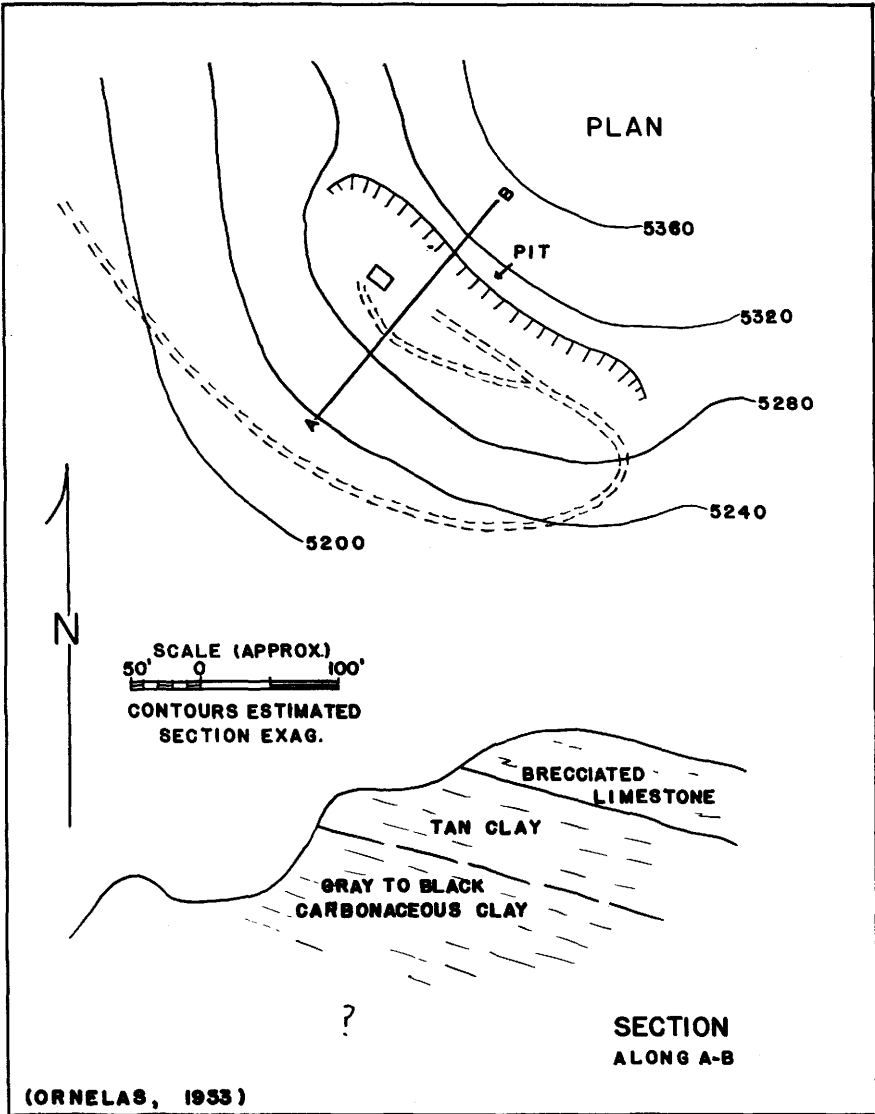 PLAN
B
5360
PIT
5320
5280
A
5240
5200
N
SCALE (APPROX.)
50' 0 100'
CONTOURS ESTIMATED
SECTION EXAG.
BRECCIATED
LIMESTONE
TAN CLAY
GRAY TO BLACK
CARBONACEOUS CLAY
?
SECTION
ALONG A-B
(ORNELAS, 1953)